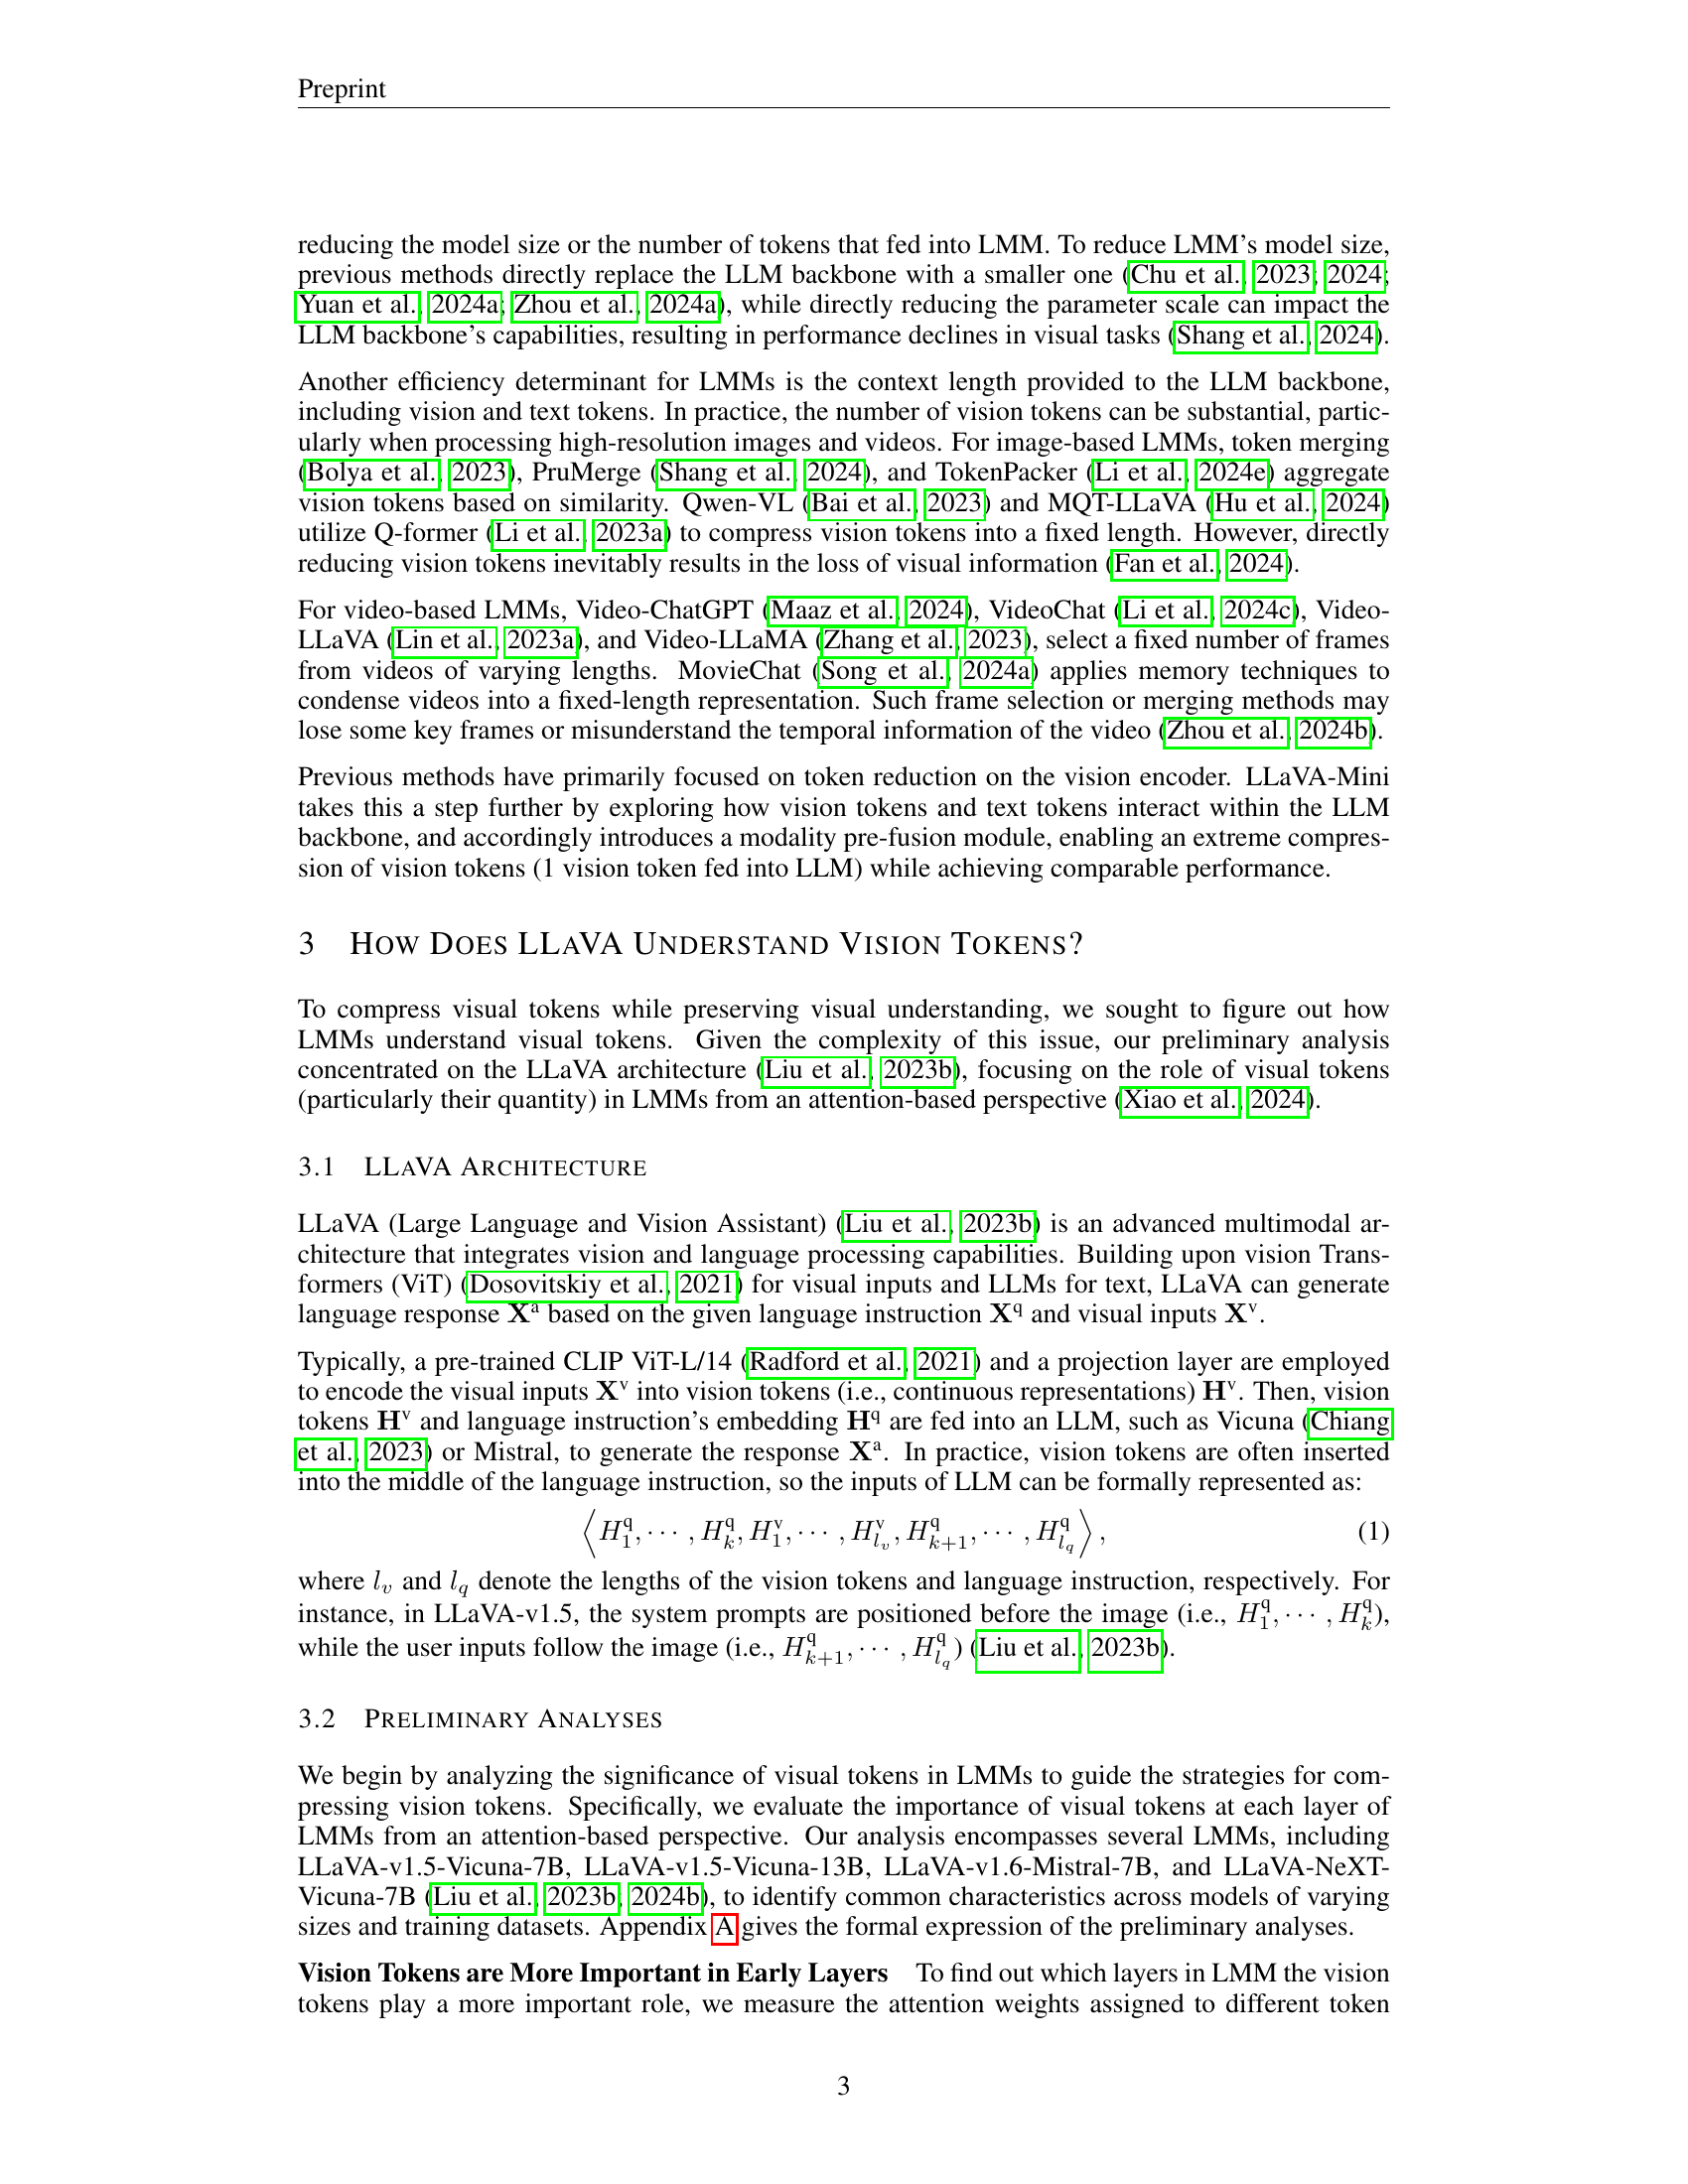 Preprint
reducing the model size or the number of tokens that fed into LMM. To reduce LMM's model size,
previous methods directly replace the LLM backbone with a smaller one (Chu et al., 2023; 2024;
Yuan et al., 2024a; Zhou et al., 2024a), while directly reducing the parameter scale can impact the
LLM backbone's capabilities, resulting in performance declines in visual tasks (Shang et al., 2024).
Another efficiency determinant for LMMs is the context length provided to the LLM backbone,
including vision and text tokens. In practice, the number of vision tokens can be substantial, partic-
ularly when processing high-resolution images and videos. For image-based LMMs, token merging
(Bolya et al., 2023), PruMerge (Shang et al., 2024), and TokenPacker (Li et al., 2024e) aggregate
vision tokens based on similarity. Qwen-VL (Bai et al., 2023) and MQT-LLaVA (Hu et al., 2024)
utilize Q-former (Li et al., 2023a) to compress vision tokens into a fixed length. However, directly
reducing vision tokens inevitably results in the loss of visual information (Fan et al., 2024).
For video-based LMMs, Video-ChatGPT (Maaz et al., 2024), VideoChat (Li et al., 2024c), Video-
LLaVA (Lin et al., 2023a), and Video-LLaMA (Zhang et al., 2023), select a fixed number of frames
from videos of varying lengths. MovieChat (Song et al., 2024a) applies memory techniques to
condense videos into a fixed-length representation. Such frame selection or merging methods may
lose some key frames or misunderstand the temporal information of the video (Zhou et al., 2024b).
Previous methods have primarily focused on token reduction on the vision encoder. LLaVA-Mini
takes this a step further by exploring how vision tokens and text tokens interact within the LLM
backbone, and accordingly introduces a modality pre-fusion module, enabling an extreme compres-
sion of vision tokens (1 vision token fed into LLM) while achieving comparable performance.
3 HOW DOES LLAVA UNDERSTAND VISION TOKENS?
To compress visual tokens while preserving visual understanding, we sought to figure out how
LMMs understand visual tokens. Given the complexity of this issue, our preliminary analysis
concentrated on the LLaVA architecture (Liu et al., 2023b), focusing on the role of visual tokens
(particularly their quantity) in LMMs from an attention-based perspective (Xiao et al., 2024).
3.1 LLAVA ARCHITECTURE
LLaVA (Large Language and Vision Assistant) (Liu et al., 2023b) is an advanced multimodal ar-
chitecture that integrates vision and language processing capabilities. Building upon vision Trans-
formers (ViT) (Dosovitskiy et al., 2021) for visual inputs and LLMs for text, LLaVA can generate
language response X^a based on the given language instruction X^q and visual inputs X^v.
Typically, a pre-trained CLIP ViT-L/14 (Radford et al., 2021) and a projection layer are employed
to encode the visual inputs X^v into vision tokens (i.e., continuous representations) H^v. Then, vision
tokens H^v and language instruction's embedding H^q are fed into an LLM, such as Vicuna (Chiang
et al., 2023) or Mistral, to generate the response X^a. In practice, vision tokens are often inserted
into the middle of the language instruction, so the inputs of LLM can be formally represented as:
⟨H_1^q, ⋯ , H_k^q, H_1^v, ⋯ , H_{l_v}^v, H_{k+1}^q, ⋯ , H_{l_q}^q⟩ , (1)
where l_v and l_q denote the lengths of the vision tokens and language instruction, respectively. For
instance, in LLaVA-v1.5, the system prompts are positioned before the image (i.e., H_1^q, ⋯ , H_k^q),
while the user inputs follow the image (i.e., H_{k+1}^q, ⋯ , H_{l_q}^q) (Liu et al., 2023b).
3.2 PRELIMINARY ANALYSES
We begin by analyzing the significance of visual tokens in LMMs to guide the strategies for com-
pressing vision tokens. Specifically, we evaluate the importance of visual tokens at each layer of
LMMs from an attention-based perspective. Our analysis encompasses several LMMs, including
LLaVA-v1.5-Vicuna-7B, LLaVA-v1.5-Vicuna-13B, LLaVA-v1.6-Mistral-7B, and LLaVA-NeXT-
Vicuna-7B (Liu et al., 2023b; 2024b), to identify common characteristics across models of varying
sizes and training datasets. Appendix A gives the formal expression of the preliminary analyses.
Vision Tokens are More Important in Early Layers To find out which layers in LMM the vision
tokens play a more important role, we measure the attention weights assigned to different token
3